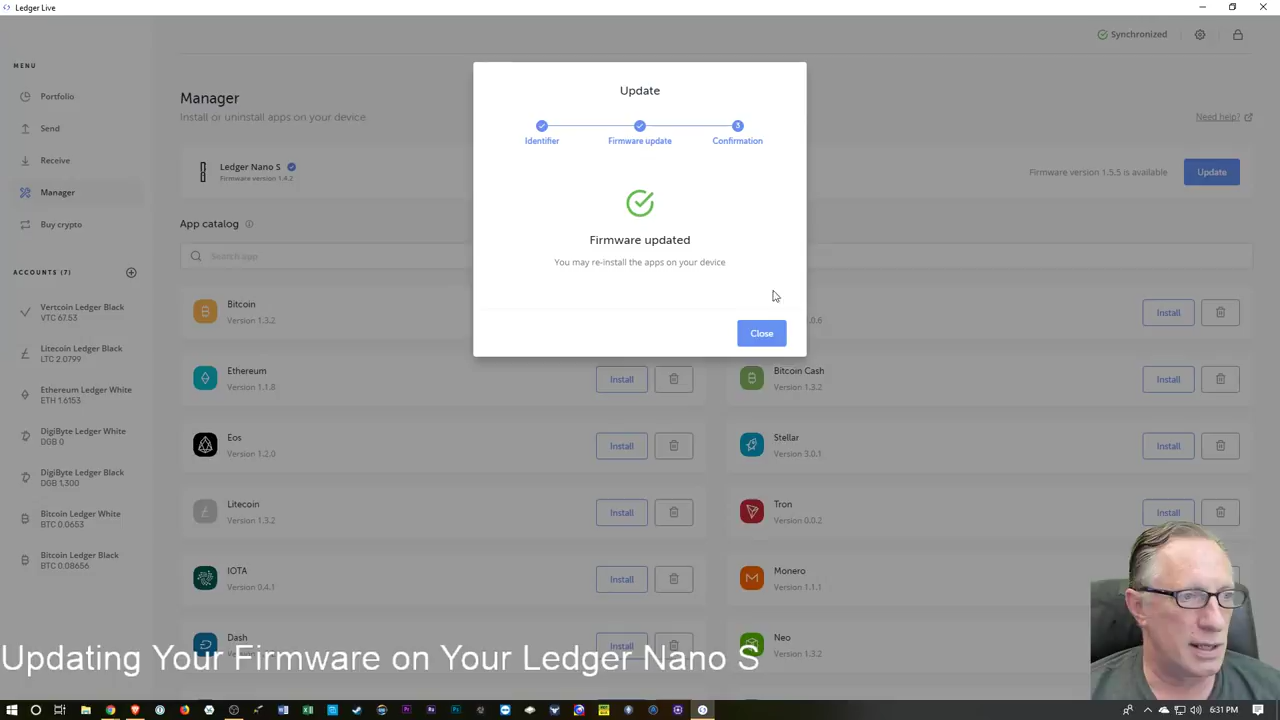 Ledger Live
Synchronized
MENU
Portfolio
Send
Receive
Manager
Buy crypto
ACCOUNTS (7)
Vertcoin Ledger Black
VTC 67.53
Litecoin Ledger Black
LTC 2.0799
Ethereum Ledger White
ETH 1.6153
DigiByte Ledger White
DGB 0
DigiByte Ledger Black
DGB 1,300
Bitcoin Ledger White
BTC 0.0653
Bitcoin Ledger Black
BTC 0.08656
Manager
Install or uninstall apps on your device
Need help?
Ledger Nano S
Firmware version 1.4.2
Firmware version 1.5.5 is available
Update
App catalog
Search app
Update
3
Identifier
Firmware update
Confirmation
Firmware updated
You may re-install the apps on your device
Close
Bitcoin
Version 1.3.2
.0.6
Install
Ethereum
Version 1.1.8
Install
Bitcoin Cash
Version 1.3.2
Install
Eos
Version 1.2.0
Install
Stellar
Version 3.0.1
Install
Litecoin
Version 1.3.2
Install
Tron
Version 0.0.2
Install
IOTA
Version 0.4.1
Install
Monero
Version 1.1.1
Dash
Install
Neo
Version 1.3.2
Updating Your Firmware on Your Ledger Nano S
6:31 PM